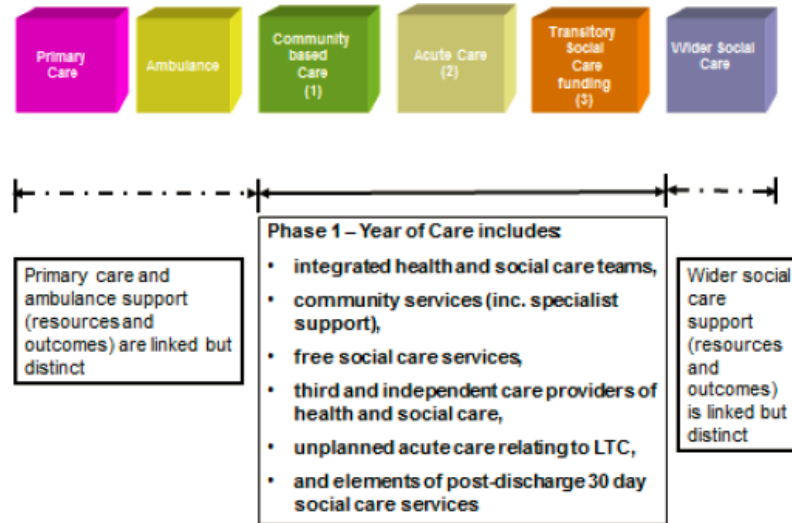 Primary
Care
Ambulance
Community
based
Care
(1)
Acute Care
(2)
Transitory
Social
Care
funding
(3)
Wider Social
Care
Phase 1 – Year of Care includes:
• integrated health and social care teams,
• community services (inc. specialist
support),
• free social care services,
• third and independent care providers of
health and social care,
• unplanned acute care relating to LTC,
• and elements of post-discharge 30 day
social care services
Primary care and
ambulance support
(resources and
outcomes) are linked but
distinct
Wider social
care
support
(resources
and
outcomes)
is linked but
distinct